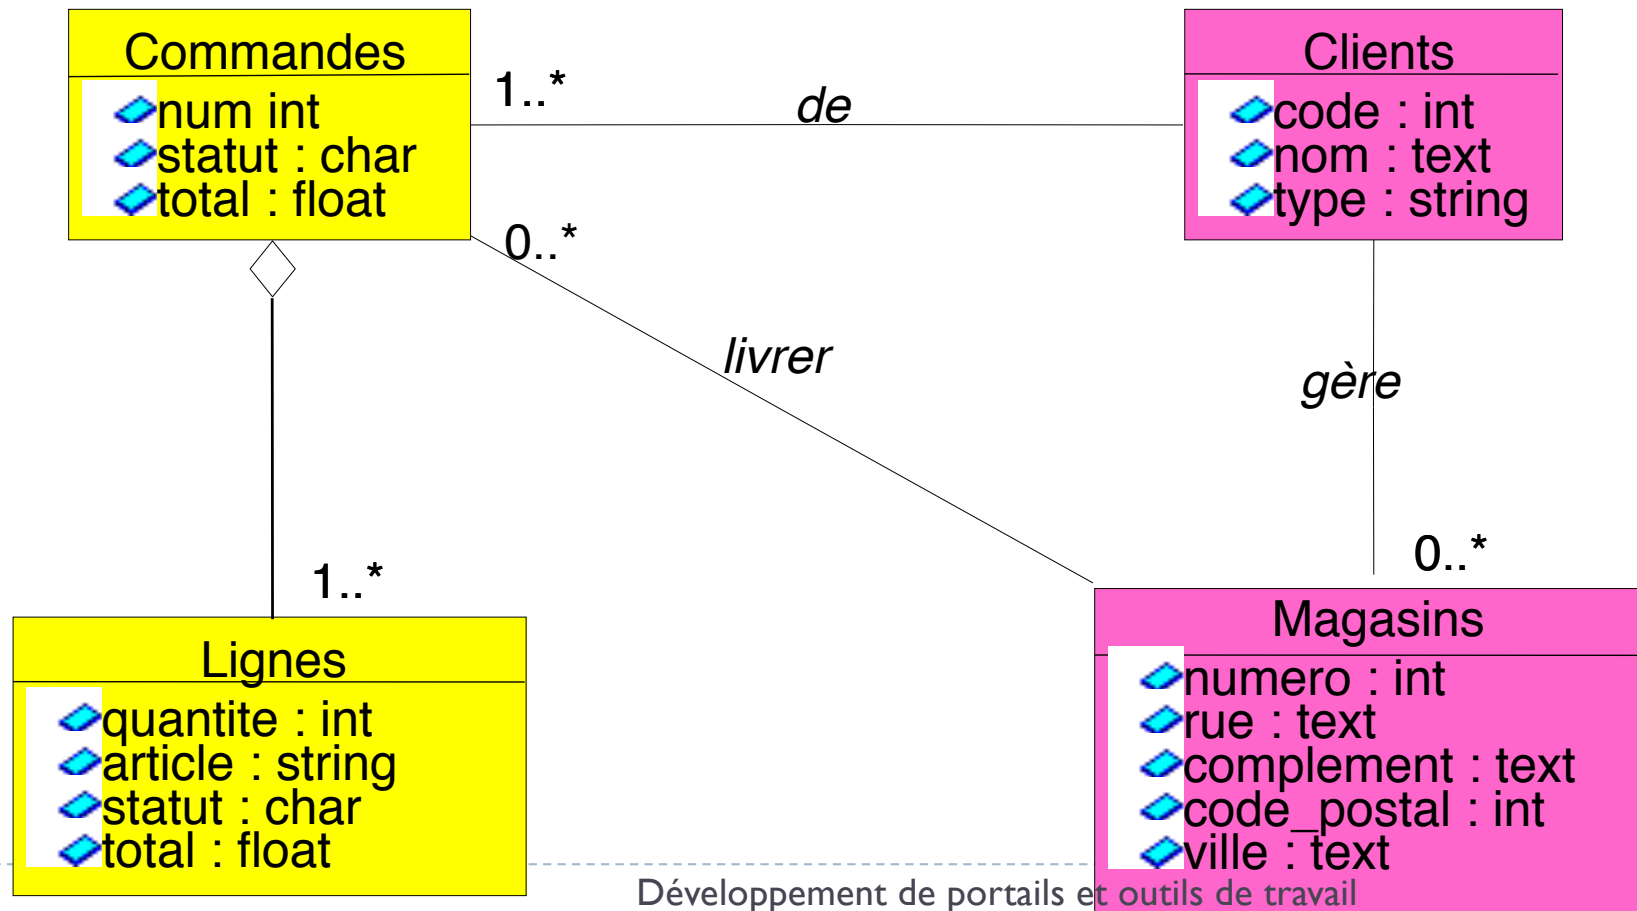 Commandes
num int
statut : char
total : float
1..*
de
Clients
code : int
nom : text
type : string
0..*
livrer
gère
0..*
1..*
Lignes
quantite : int
article : string
statut : char
total : float
Magasins
numero : int
rue : text
complement : text
code_postal : int
ville : text
Développement de portails et outils de travail